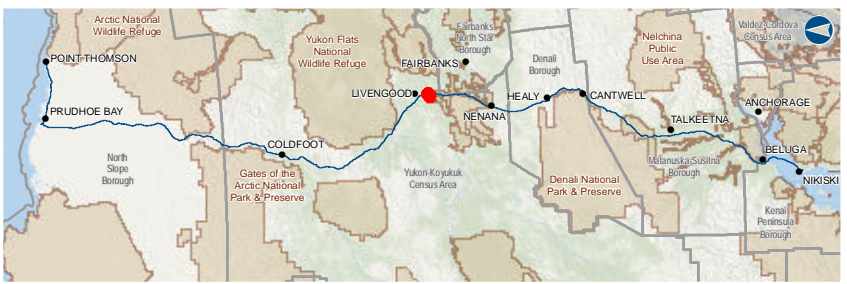 Arctic National
Wildlife Refuge
POINT THOMSON
PRUDHOE BAY
North
Slope
Borough
COLDFOOT
Gates of the
Arctic National
Park & Preserve
Yukon Flats
National
Wildlife Refuge
LIVENGOOD
FAIRBANKS
Fairbanks
North Star
Borough
NENANA
Yukon-Koyukuk
Census Area
Denali
Borough
HEALY
CANTWELL
Denali National
Park & Preserve
Nelchina
Public
Use Area
Valdez-Cordova
Census Area
ANCHORAGE
TALKEETNA
Matanuska-Susitna
Borough
BELUGA
NIKISKI
Kenai
Peninsula
Borough